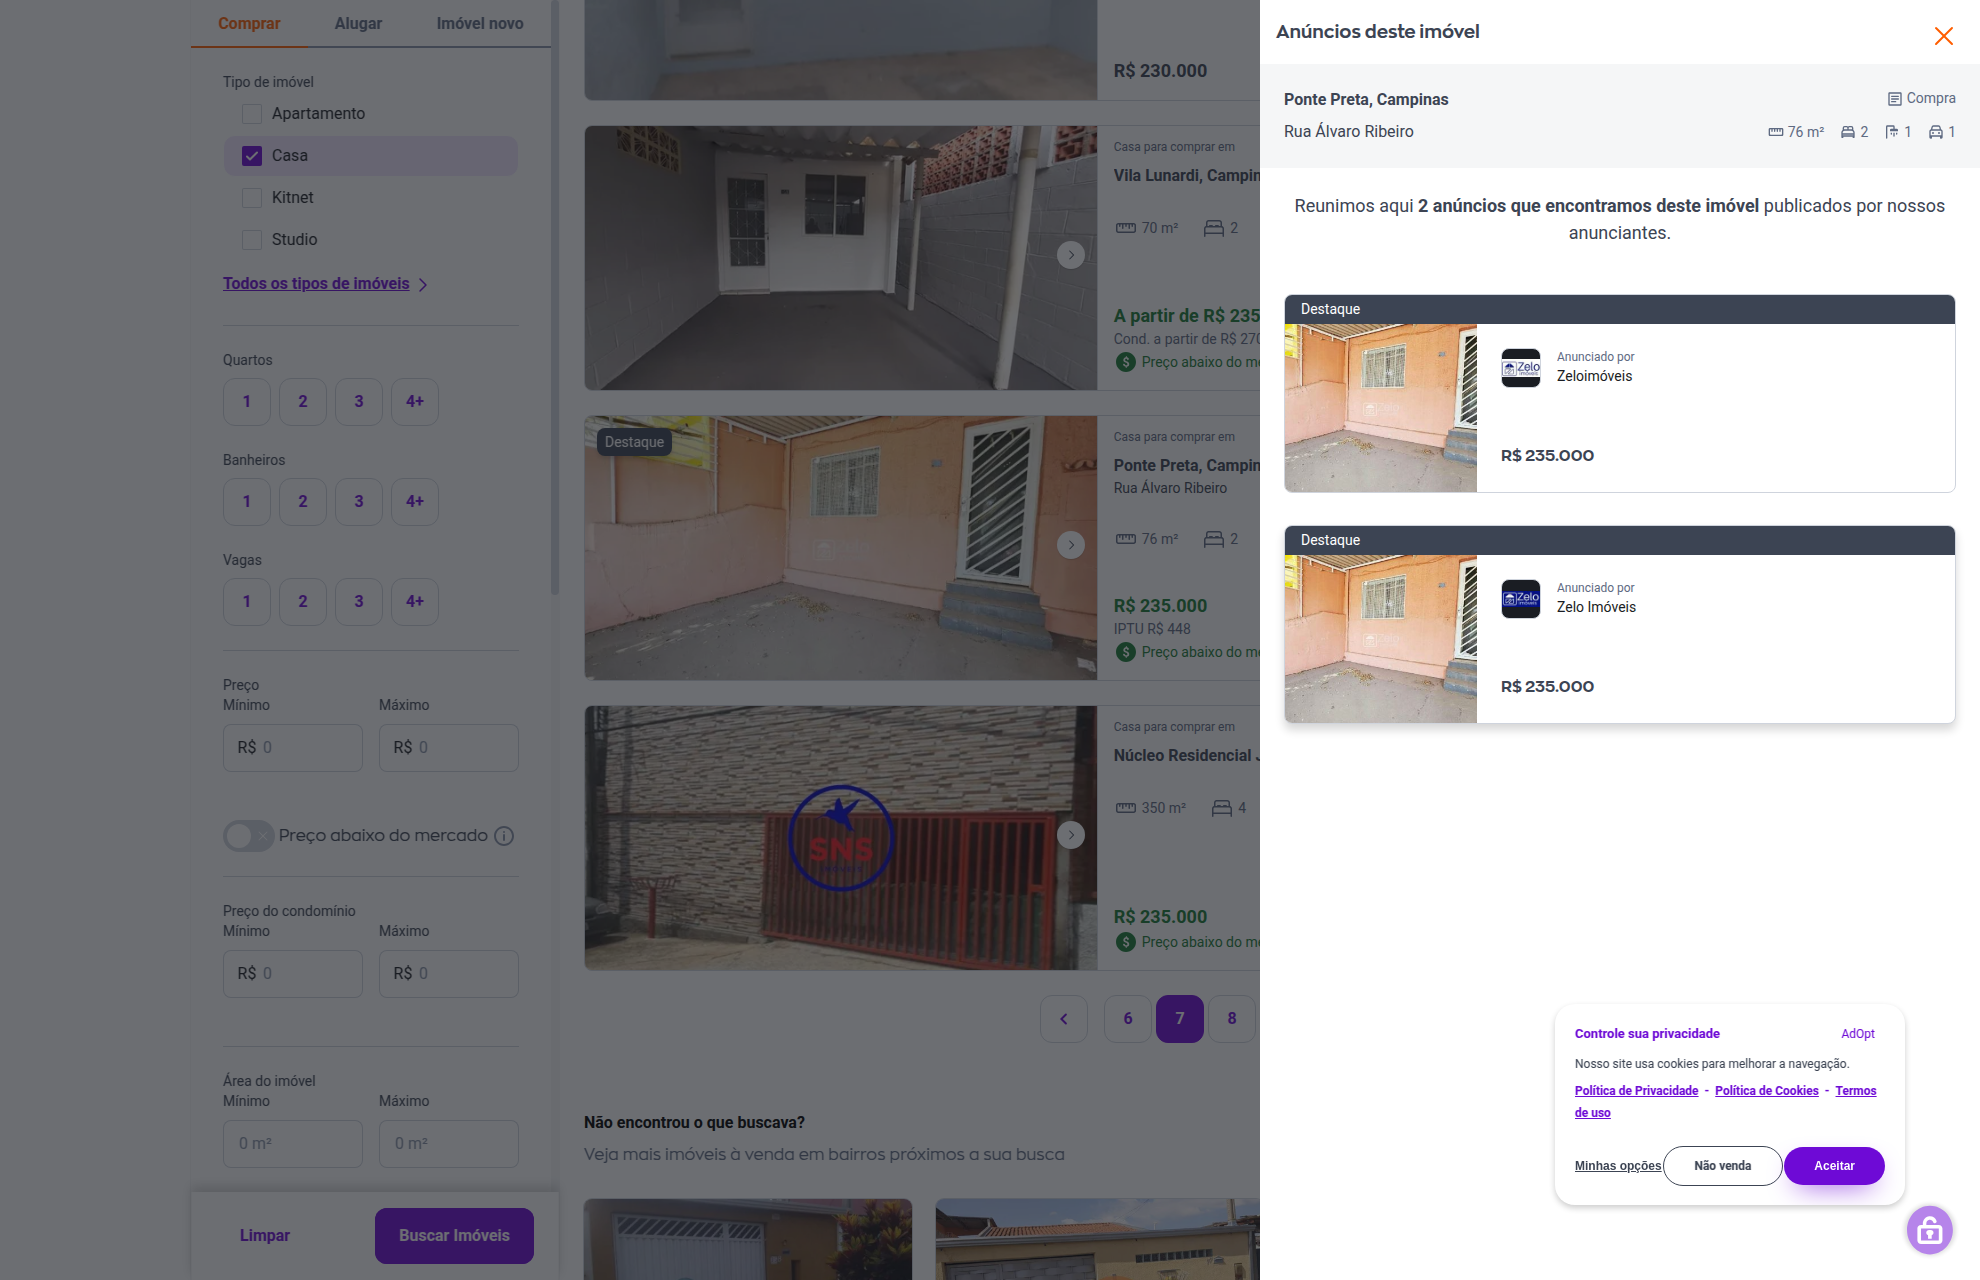 Comprar
Alugar
Imóvel novo
Tipo de imóvel
Apartamento
Casa
Kitnet
Studio
Todos os tipos de imóveis
Quartos
1
2
3
4+
Banheiros
1
2
3
4+
Vagas
1
2
3
4+
Preço
Mínimo
Máximo
R$ 0
R$ 0
Preço abaixo do mercado
Preço do condomínio
Mínimo
Máximo
R$ 0
R$ 0
Área do imóvel
Mínimo
Máximo
0 m²
0 m²
Limpar
Buscar Imóveis
R$ 230.000
Casa para comprar em
Vila Lunardi, Campin
70 m²
2
A partir de R$ 235
Cond. a partir de R$ 270
Preço abaixo do me
Destaque
Casa para comprar em
Ponte Preta, Campin
Rua Álvaro Ribeiro
76 m²
2
R$ 235.000
IPTU R$ 448
Preço abaixo do me
SNS
Casa para comprar em
Núcleo Residencial J
350 m²
4
R$ 235.000
Preço abaixo do me
6
7
8
Não encontrou o que buscava?
Veja mais imóveis à venda em bairros próximos a sua busca
Anúncios deste imóvel
Ponte Preta, Campinas
Compra
Rua Álvaro Ribeiro
76 m²
2
1
1
Reunimos aqui 2 anúncios que encontramos deste imóvel publicados por nossos
anunciantes.
Destaque
Zelo
Anunciado por
Zeloimóveis
R$ 235.000
Destaque
Zelo
Anunciado por
Zelo Imóveis
R$ 235.000
Controle sua privacidade
AdOpt
Nosso site usa cookies para melhorar a navegação.
Política de Privacidade - Política de Cookies - Termos
de uso
Minhas opções
Não venda
Aceitar